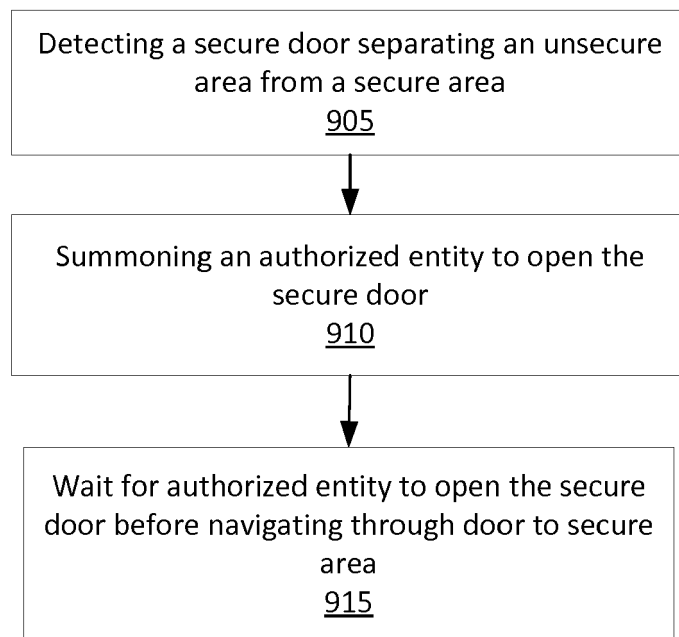 Detecting a secure door separating an unsecure
area from a secure area
905
Summoning an authorized entity to open the
secure door
910
Wait for authorized entity to open the secure
door before navigating through door to secure
area
915